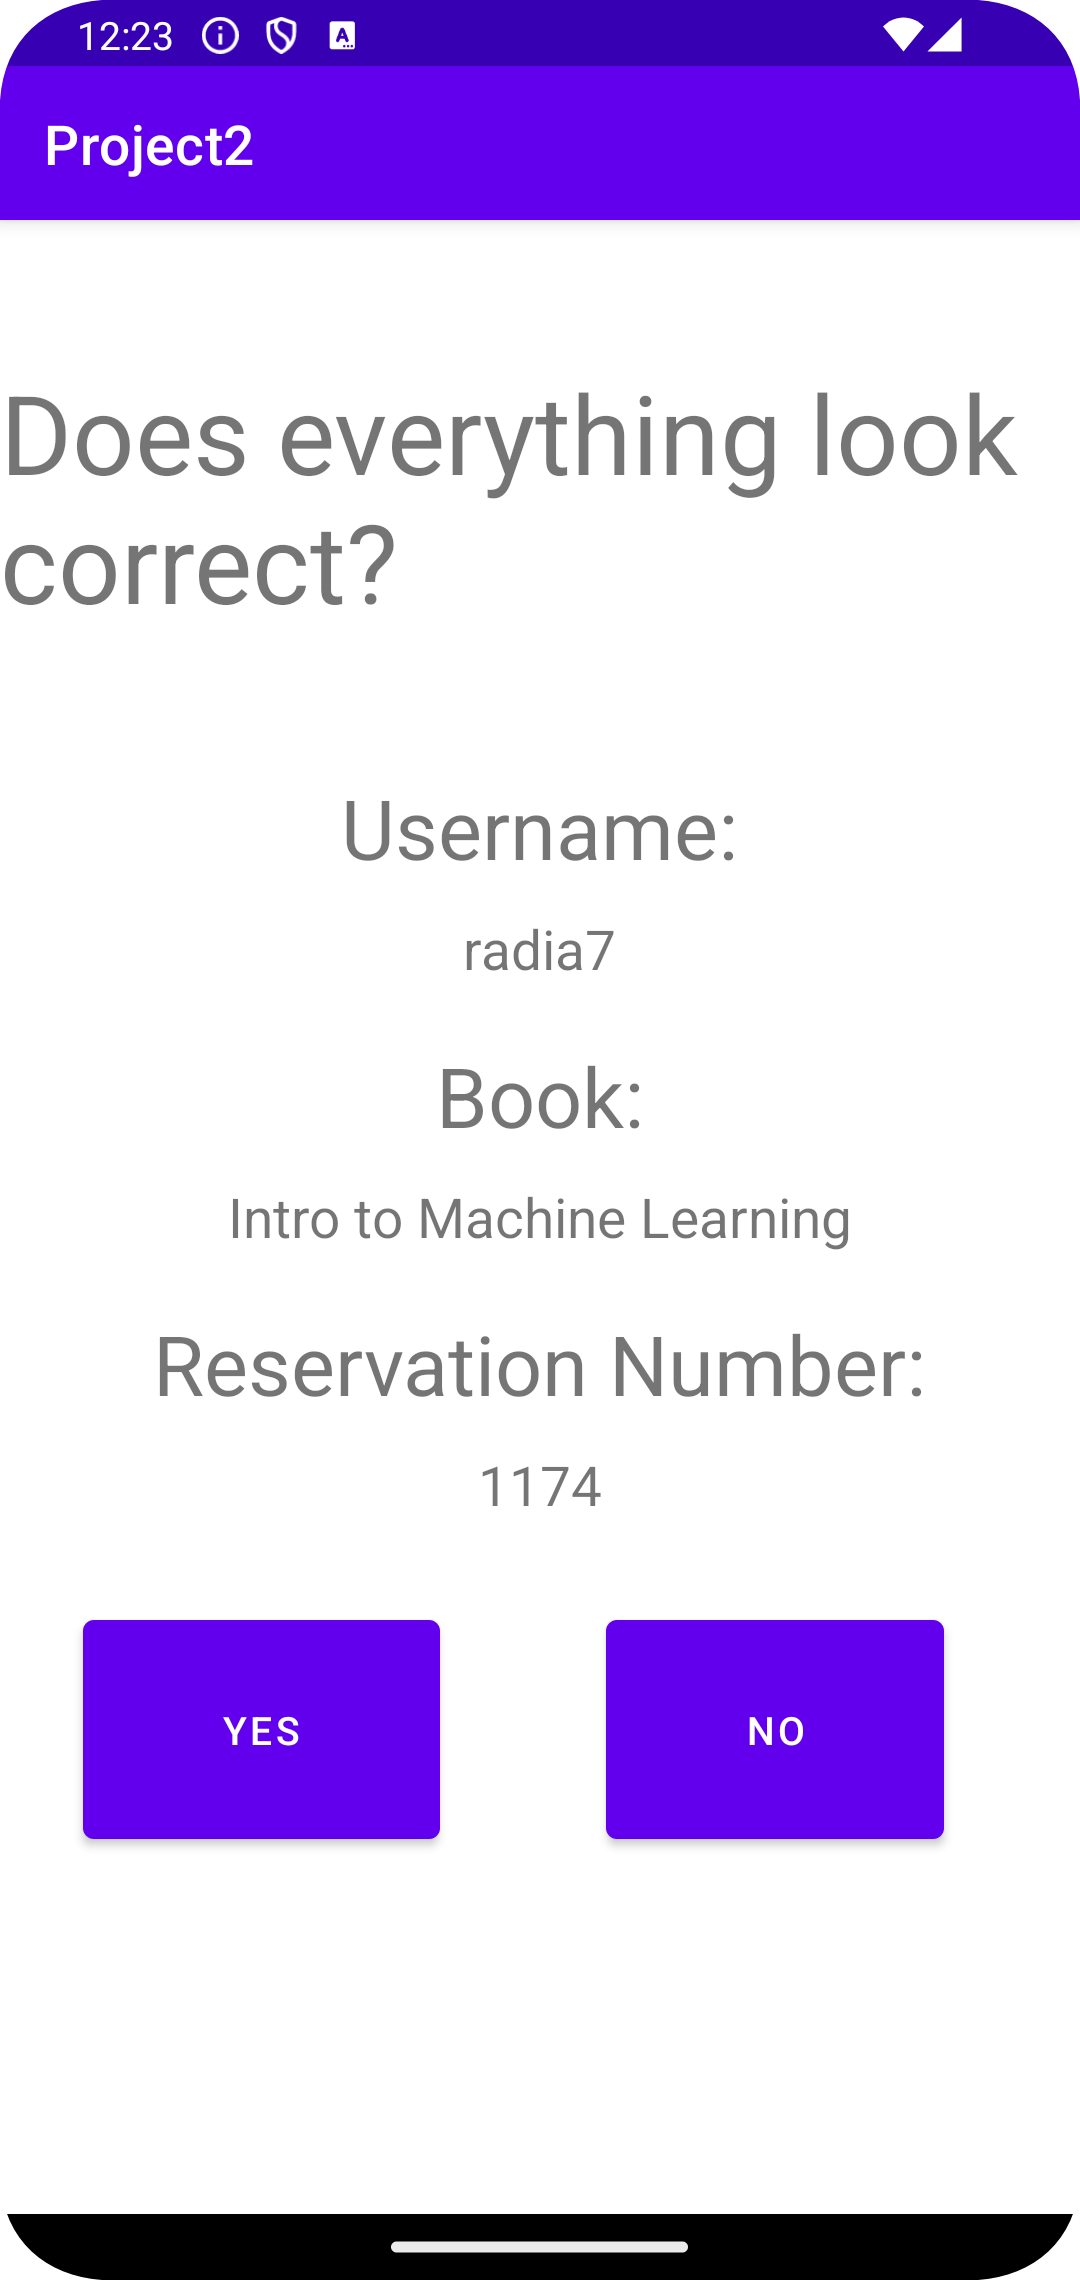 12:23
Project2
Does everything look
correct?
Username:
radia7
Book:
Intro to Machine Learning
Reservation Number:
1174
YES
NO